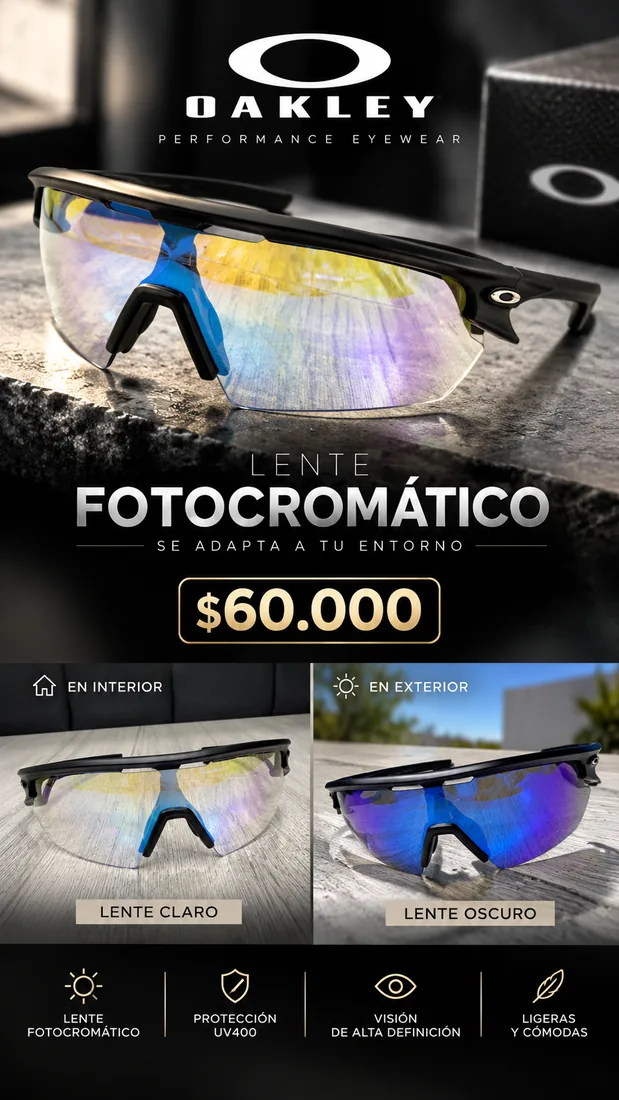 OAKLEY
PERFORMANCE EYEWEAR
LENTE
FOTOCROMÁTICO
SE ADAPTA A TU ENTORNO
$60.000
EN INTERIOR
EN EXTERIOR
LENTE CLARO
LENTE OSCURO
LENTE
FOTOCROMÁTICO
PROTECCIÓN
UV400
VISIÓN
DE ALTA DEFINICIÓN
LIGERAS
Y CÓMODAS